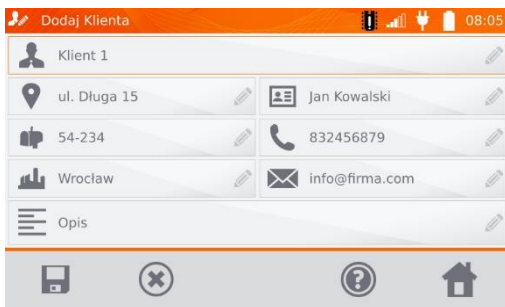 Dodaj Klienta 08:05
Klient 1
ul. Długa 15 Jan Kowalski
54-234 832456879
Wrocław info@firma.com
Opis